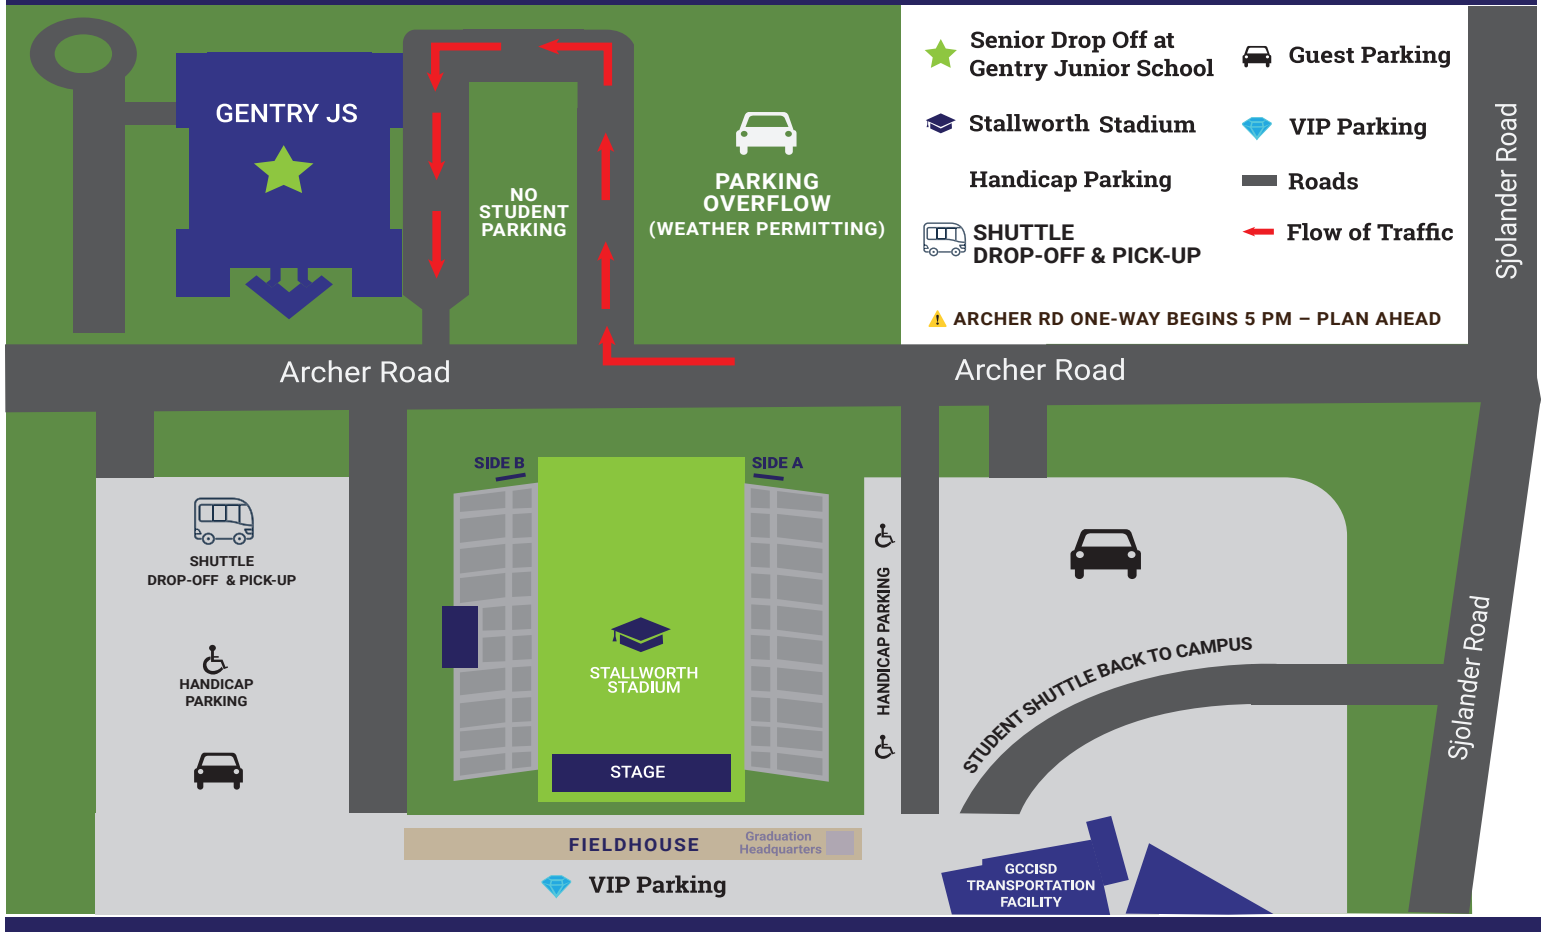 GENTRY JS
NO
STUDENT
PARKING
PARKING
OVERFLOW
(WEATHER PERMITTING)
Senior Drop Off at
Gentry Junior School
Guest Parking
Stallworth Stadium
VIP Parking
Handicap Parking
Roads
SHUTTLE
DROP-OFF & PICK-UP
Flow of Traffic
ARCHER RD ONE-WAY BEGINS 5 PM – PLAN AHEAD
Sjolander Road
Archer Road
Archer Road
SIDE B
SIDE A
SHUTTLE
DROP-OFF & PICK-UP
HANDICAP
PARKING
STALLWORTH
STADIUM
STAGE
HANDICAP PARKING
STUDENT SHUTTLE BACK TO CAMPUS
Sjolander Road
FIELDHOUSE
Graduation
Headquarters
VIP Parking
GCCISD
TRANSPORTATION
FACILITY